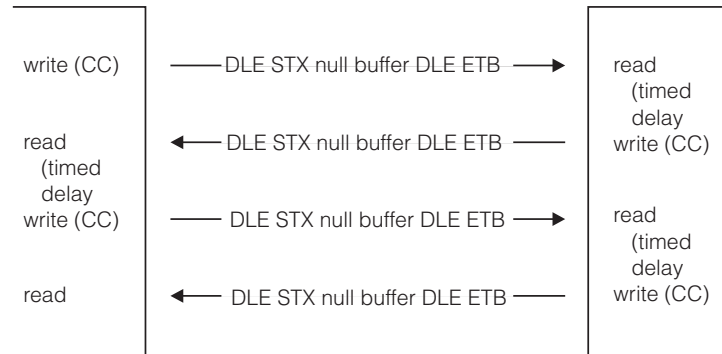 write (CC)
DLE STX null buffer DLE ETB
read
(timed
delay
write (CC)
read
(timed
delay
write (CC)
DLE STX null buffer DLE ETB
DLE STX null buffer DLE ETB
read
(timed
delay
write (CC)
read
DLE STX null buffer DLE ETB